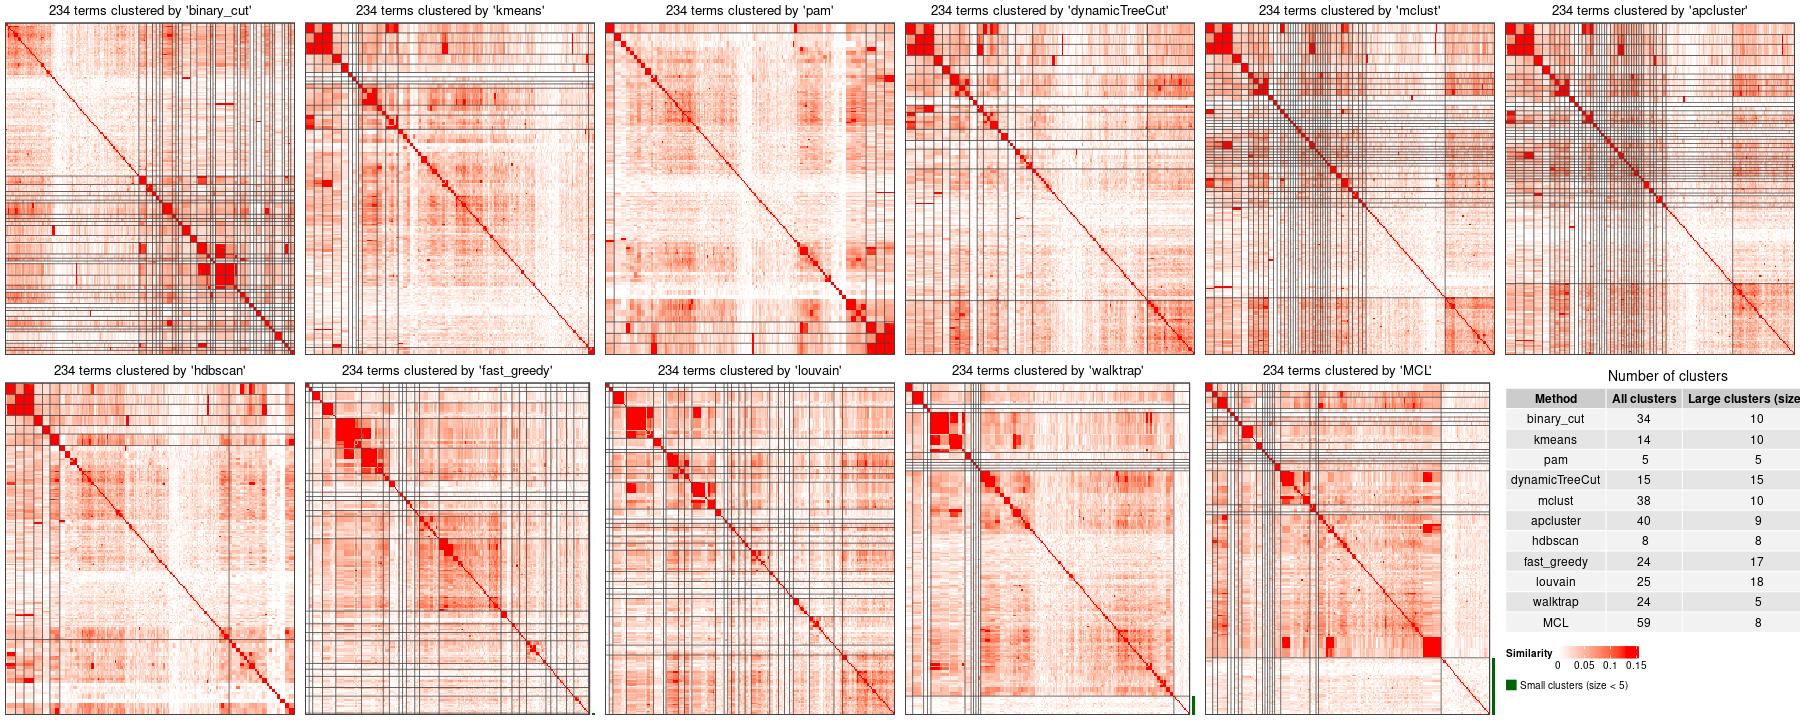 234 terms clustered by 'binary_cut'
234 terms clustered by 'kmeans'
234 terms clustered by 'pam'
234 terms clustered by 'dynamicTreeCut'
234 terms clustered by 'mclust'
234 terms clustered by 'apcluster'
234 terms clustered by 'hdbscan'
234 terms clustered by 'fast_greedy'
234 terms clustered by 'louvain'
234 terms clustered by 'walktrap'
234 terms clustered by 'MCL'
Number of clusters
Method All clusters Large clusters (size
binary_cut 34 10
kmeans 14 10
pam 5 5
dynamicTreeCut 15 15
mclust 38 10
apcluster 40 9
hdbscan 8 8
fast_greedy 24 17
louvain 25 18
walktrap 24 5
MCL 59 8
Similarity
0 0.05 0.1 0.15
Small clusters (size < 5)